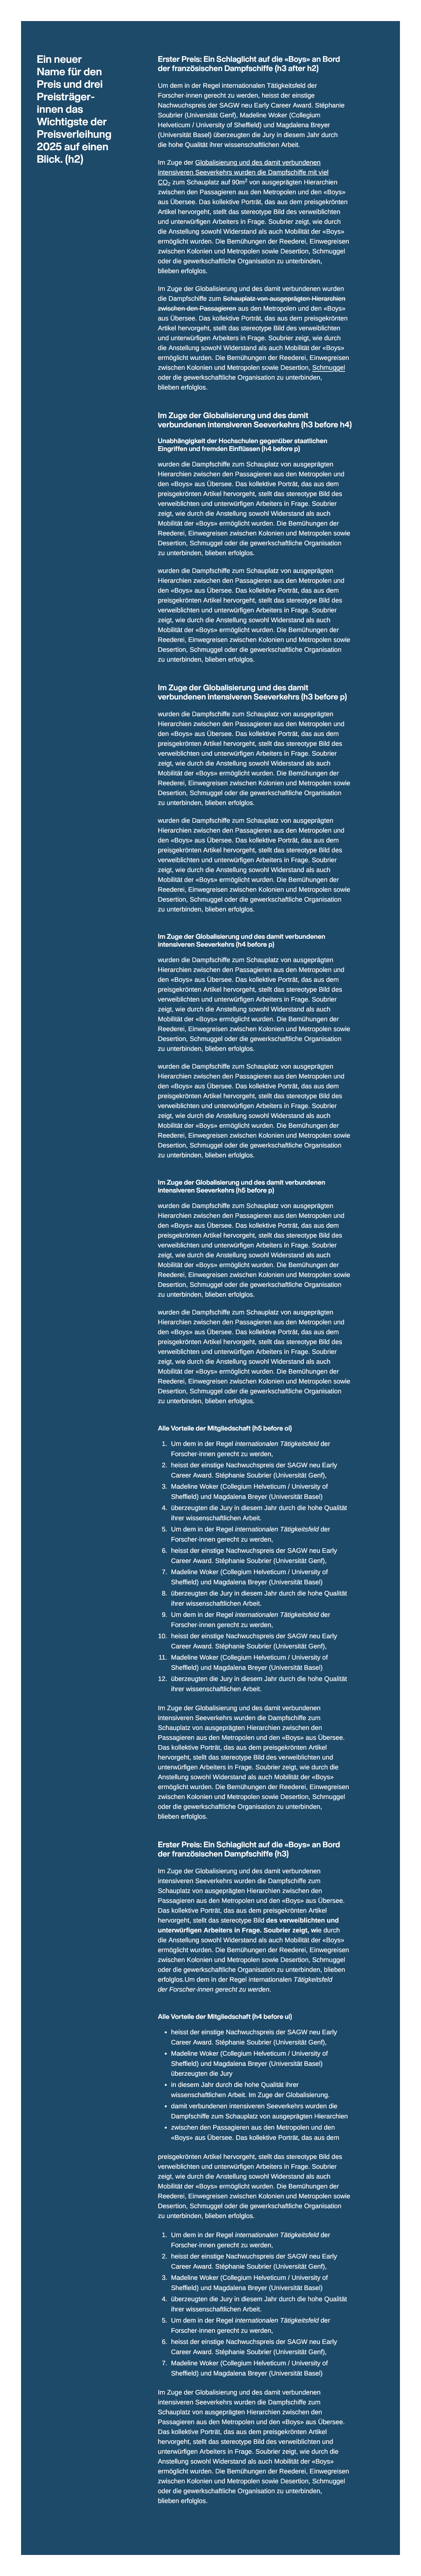 Ein neuer
Name für den
Preis und drei
Preisträger-
innen das
Wichtigste der
Preisverleihung
2025 auf einen
Blick. (h2)
Erster Preis: Ein Schlaglicht auf die «Boys» an Bord
der französischen Dampfschiffe (h3 after h2)
Um dem in der Regel internationalen Tätigkeitsfeld der
Forscher·innen gerecht zu werden, heisst der einstige
Nachwuchspreis der SAGW neu Early Career Award. Stéphanie
Soubrier (Universität Genf), Madeline Woker (Collegium
Helveticum / University of Sheffield) und Magdalena Breyer
(Universität Basel) überzeugten die Jury in diesem Jahr durch
die hohe Qualität ihrer wissenschaftlichen Arbeit.
Im Zuge der Globalisierung und des damit verbundenen
intensiveren Seeverkehrs wurden die Dampfschiffe mit viel
CO₂ zum Schauplatz auf 90m² von ausgeprägten Hierarchien
zwischen den Passagieren aus den Metropolen und den «Boys»
aus Übersee. Das kollektive Porträt, das aus dem preisgekrönten
Artikel hervorgeht, stellt das stereotype Bild des verweiblichten
und unterwürfigen Arbeiters in Frage. Soubrier zeigt, wie durch
die Anstellung sowohl Widerstand als auch Mobilität der «Boys»
ermöglicht wurden. Die Bemühungen der Reederei, Einwegreisen
zwischen Kolonien und Metropolen sowie Desertion, Schmuggel
oder die gewerkschaftliche Organisation zu unterbinden,
blieben erfolglos.
Im Zuge der Globalisierung und des damit verbundenen wurden
die Dampfschiffe zum Schauplatz von ausgeprägten Hierarchien
zwischen den Passagieren aus den Metropolen und den «Boys»
aus Übersee. Das kollektive Porträt, das aus dem preisgekrönten
Artikel hervorgeht, stellt das stereotype Bild des verweiblichten
und unterwürfigen Arbeiters in Frage. Soubrier zeigt, wie durch
die Anstellung sowohl Widerstand als auch Mobilität der «Boys»
ermöglicht wurden. Die Bemühungen der Reederei, Einwegreisen
zwischen Kolonien und Metropolen sowie Desertion, Schmuggel
oder die gewerkschaftliche Organisation zu unterbinden,
blieben erfolglos.
Im Zuge der Globalisierung und des damit
verbundenen intensiveren Seeverkehrs (h3 before h4)
Unabhängigkeit der Hochschulen gegenüber staatlichen
Eingriffen und fremden Einflüssen (h4 before p)
wurden die Dampfschiffe zum Schauplatz von ausgeprägten
Hierarchien zwischen den Passagieren aus den Metropolen und
den «Boys» aus Übersee. Das kollektive Porträt, das aus dem
preisgekrönten Artikel hervorgeht, stellt das stereotype Bild des
verweiblichten und unterwürfigen Arbeiters in Frage. Soubrier
zeigt, wie durch die Anstellung sowohl Widerstand als auch
Mobilität der «Boys» ermöglicht wurden. Die Bemühungen der
Reederei, Einwegreisen zwischen Kolonien und Metropolen sowie
Desertion, Schmuggel oder die gewerkschaftliche Organisation
zu unterbinden, blieben erfolglos.
wurden die Dampfschiffe zum Schauplatz von ausgeprägten
Hierarchien zwischen den Passagieren aus den Metropolen und
den «Boys» aus Übersee. Das kollektive Porträt, das aus dem
preisgekrönten Artikel hervorgeht, stellt das stereotype Bild des
verweiblichten und unterwürfigen Arbeiters in Frage. Soubrier
zeigt, wie durch die Anstellung sowohl Widerstand als auch
Mobilität der «Boys» ermöglicht wurden. Die Bemühungen der
Reederei, Einwegreisen zwischen Kolonien und Metropolen sowie
Desertion, Schmuggel oder die gewerkschaftliche Organisation
zu unterbinden, blieben erfolglos.
Im Zuge der Globalisierung und des damit
verbundenen intensiveren Seeverkehrs (h3 before p)
wurden die Dampfschiffe zum Schauplatz von ausgeprägten
Hierarchien zwischen den Passagieren aus den Metropolen und
den «Boys» aus Übersee. Das kollektive Porträt, das aus dem
preisgekrönten Artikel hervorgeht, stellt das stereotype Bild des
verweiblichten und unterwürfigen Arbeiters in Frage. Soubrier
zeigt, wie durch die Anstellung sowohl Widerstand als auch
Mobilität der «Boys» ermöglicht wurden. Die Bemühungen der
Reederei, Einwegreisen zwischen Kolonien und Metropolen sowie
Desertion, Schmuggel oder die gewerkschaftliche Organisation
zu unterbinden, blieben erfolglos.
wurden die Dampfschiffe zum Schauplatz von ausgeprägten
Hierarchien zwischen den Passagieren aus den Metropolen und
den «Boys» aus Übersee. Das kollektive Porträt, das aus dem
preisgekrönten Artikel hervorgeht, stellt das stereotype Bild des
verweiblichten und unterwürfigen Arbeiters in Frage. Soubrier
zeigt, wie durch die Anstellung sowohl Widerstand als auch
Mobilität der «Boys» ermöglicht wurden. Die Bemühungen der
Reederei, Einwegreisen zwischen Kolonien und Metropolen sowie
Desertion, Schmuggel oder die gewerkschaftliche Organisation
zu unterbinden, blieben erfolglos.
Im Zuge der Globalisierung und des damit verbundenen
intensiveren Seeverkehrs (h4 before p)
wurden die Dampfschiffe zum Schauplatz von ausgeprägten
Hierarchien zwischen den Passagieren aus den Metropolen und
den «Boys» aus Übersee. Das kollektive Porträt, das aus dem
preisgekrönten Artikel hervorgeht, stellt das stereotype Bild des
verweiblichten und unterwürfigen Arbeiters in Frage. Soubrier
zeigt, wie durch die Anstellung sowohl Widerstand als auch
Mobilität der «Boys» ermöglicht wurden. Die Bemühungen der
Reederei, Einwegreisen zwischen Kolonien und Metropolen sowie
Desertion, Schmuggel oder die gewerkschaftliche Organisation
zu unterbinden, blieben erfolglos.
wurden die Dampfschiffe zum Schauplatz von ausgeprägten
Hierarchien zwischen den Passagieren aus den Metropolen und
den «Boys» aus Übersee. Das kollektive Porträt, das aus dem
preisgekrönten Artikel hervorgeht, stellt das stereotype Bild des
verweiblichten und unterwürfigen Arbeiters in Frage. Soubrier
zeigt, wie durch die Anstellung sowohl Widerstand als auch
Mobilität der «Boys» ermöglicht wurden. Die Bemühungen der
Reederei, Einwegreisen zwischen Kolonien und Metropolen sowie
Desertion, Schmuggel oder die gewerkschaftliche Organisation
zu unterbinden, blieben erfolglos.
Im Zuge der Globalisierung und des damit verbundenen
intensiveren Seeverkehrs (h5 before p)
wurden die Dampfschiffe zum Schauplatz von ausgeprägten
Hierarchien zwischen den Passagieren aus den Metropolen und
den «Boys» aus Übersee. Das kollektive Porträt, das aus dem
preisgekrönten Artikel hervorgeht, stellt das stereotype Bild des
verweiblichten und unterwürfigen Arbeiters in Frage. Soubrier
zeigt, wie durch die Anstellung sowohl Widerstand als auch
Mobilität der «Boys» ermöglicht wurden. Die Bemühungen der
Reederei, Einwegreisen zwischen Kolonien und Metropolen sowie
Desertion, Schmuggel oder die gewerkschaftliche Organisation
zu unterbinden, blieben erfolglos.
wurden die Dampfschiffe zum Schauplatz von ausgeprägten
Hierarchien zwischen den Passagieren aus den Metropolen und
den «Boys» aus Übersee. Das kollektive Porträt, das aus dem
preisgekrönten Artikel hervorgeht, stellt das stereotype Bild des
verweiblichten und unterwürfigen Arbeiters in Frage. Soubrier
zeigt, wie durch die Anstellung sowohl Widerstand als auch
Mobilität der «Boys» ermöglicht wurden. Die Bemühungen der
Reederei, Einwegreisen zwischen Kolonien und Metropolen sowie
Desertion, Schmuggel oder die gewerkschaftliche Organisation
zu unterbinden, blieben erfolglos.
Alle Vorteile der Mitgliedschaft (h5 before ol)
1. Um dem in der Regel internationalen Tätigkeitsfeld der
Forscher·innen gerecht zu werden,
2. heisst der einstige Nachwuchspreis der SAGW neu Early
Career Award. Stéphanie Soubrier (Universität Genf),
3. Madeline Woker (Collegium Helveticum / University of
Sheffield) und Magdalena Breyer (Universität Basel)
4. überzeugten die Jury in diesem Jahr durch die hohe Qualität
ihrer wissenschaftlichen Arbeit.
5. Um dem in der Regel internationalen Tätigkeitsfeld der
Forscher·innen gerecht zu werden,
6. heisst der einstige Nachwuchspreis der SAGW neu Early
Career Award. Stéphanie Soubrier (Universität Genf),
7. Madeline Woker (Collegium Helveticum / University of
Sheffield) und Magdalena Breyer (Universität Basel)
8. überzeugten die Jury in diesem Jahr durch die hohe Qualität
ihrer wissenschaftlichen Arbeit.
9. Um dem in der Regel internationalen Tätigkeitsfeld der
Forscher·innen gerecht zu werden,
10. heisst der einstige Nachwuchspreis der SAGW neu Early
Career Award. Stéphanie Soubrier (Universität Genf),
11. Madeline Woker (Collegium Helveticum / University of
Sheffield) und Magdalena Breyer (Universität Basel)
12. überzeugten die Jury in diesem Jahr durch die hohe Qualität
ihrer wissenschaftlichen Arbeit.
Im Zuge der Globalisierung und des damit verbundenen
intensiveren Seeverkehrs wurden die Dampfschiffe zum
Schauplatz von ausgeprägten Hierarchien zwischen den
Passagieren aus den Metropolen und den «Boys» aus Übersee.
Das kollektive Porträt, das aus dem preisgekrönten Artikel
hervorgeht, stellt das stereotype Bild des verweiblichten und
unterwürfigen Arbeiters in Frage. Soubrier zeigt, wie durch die
Anstellung sowohl Widerstand als auch Mobilität der «Boys»
ermöglicht wurden. Die Bemühungen der Reederei, Einwegreisen
zwischen Kolonien und Metropolen sowie Desertion, Schmuggel
oder die gewerkschaftliche Organisation zu unterbinden,
blieben erfolglos.
Erster Preis: Ein Schlaglicht auf die «Boys» an Bord
der französischen Dampfschiffe (h3)
Im Zuge der Globalisierung und des damit verbundenen
intensiveren Seeverkehrs wurden die Dampfschiffe zum
Schauplatz von ausgeprägten Hierarchien zwischen den
Passagieren aus den Metropolen und den «Boys» aus Übersee.
Das kollektive Porträt, das aus dem preisgekrönten Artikel
hervorgeht, stellt das stereotype Bild des verweiblichten und
unterwürfigen Arbeiters in Frage. Soubrier zeigt, wie durch
die Anstellung sowohl Widerstand als auch Mobilität der «Boys»
ermöglicht wurden. Die Bemühungen der Reederei, Einwegreisen
zwischen Kolonien und Metropolen sowie Desertion, Schmuggel
oder die gewerkschaftliche Organisation zu unterbinden, blieben
erfolglos.Um dem in der Regel internationalen Tätigkeitsfeld
der Forscher·innen gerecht zu werden.
Alle Vorteile der Mitgliedschaft (h4 before ul)
• heisst der einstige Nachwuchspreis der SAGW neu Early
Career Award. Stéphanie Soubrier (Universität Genf),
• Madeline Woker (Collegium Helveticum / University of
Sheffield) und Magdalena Breyer (Universität Basel)
überzeugten die Jury
• in diesem Jahr durch die hohe Qualität ihrer
wissenschaftlichen Arbeit. Im Zuge der Globalisierung.
• damit verbundenen intensiveren Seeverkehrs wurden die
Dampfschiffe zum Schauplatz von ausgeprägten Hierarchien
• zwischen den Passagieren aus den Metropolen und den
«Boys» aus Übersee. Das kollektive Porträt, das aus dem
preisgekrönten Artikel hervorgeht, stellt das stereotype Bild des
verweiblichten und unterwürfigen Arbeiters in Frage. Soubrier
zeigt, wie durch die Anstellung sowohl Widerstand als auch
Mobilität der «Boys» ermöglicht wurden. Die Bemühungen der
Reederei, Einwegreisen zwischen Kolonien und Metropolen sowie
Desertion, Schmuggel oder die gewerkschaftliche Organisation
zu unterbinden, blieben erfolglos.
1. Um dem in der Regel internationalen Tätigkeitsfeld der
Forscher·innen gerecht zu werden,
2. heisst der einstige Nachwuchspreis der SAGW neu Early
Career Award. Stéphanie Soubrier (Universität Genf),
3. Madeline Woker (Collegium Helveticum / University of
Sheffield) und Magdalena Breyer (Universität Basel)
4. überzeugten die Jury in diesem Jahr durch die hohe Qualität
ihrer wissenschaftlichen Arbeit.
5. Um dem in der Regel internationalen Tätigkeitsfeld der
Forscher·innen gerecht zu werden,
6. heisst der einstige Nachwuchspreis der SAGW neu Early
Career Award. Stéphanie Soubrier (Universität Genf),
7. Madeline Woker (Collegium Helveticum / University of
Sheffield) und Magdalena Breyer (Universität Basel)
Im Zuge der Globalisierung und des damit verbundenen
intensiveren Seeverkehrs wurden die Dampfschiffe zum
Schauplatz von ausgeprägten Hierarchien zwischen den
Passagieren aus den Metropolen und den «Boys» aus Übersee.
Das kollektive Porträt, das aus dem preisgekrönten Artikel
hervorgeht, stellt das stereotype Bild des verweiblichten und
unterwürfigen Arbeiters in Frage. Soubrier zeigt, wie durch die
Anstellung sowohl Widerstand als auch Mobilität der «Boys»
ermöglicht wurden. Die Bemühungen der Reederei, Einwegreisen
zwischen Kolonien und Metropolen sowie Desertion, Schmuggel
oder die gewerkschaftliche Organisation zu unterbinden,
blieben erfolglos.